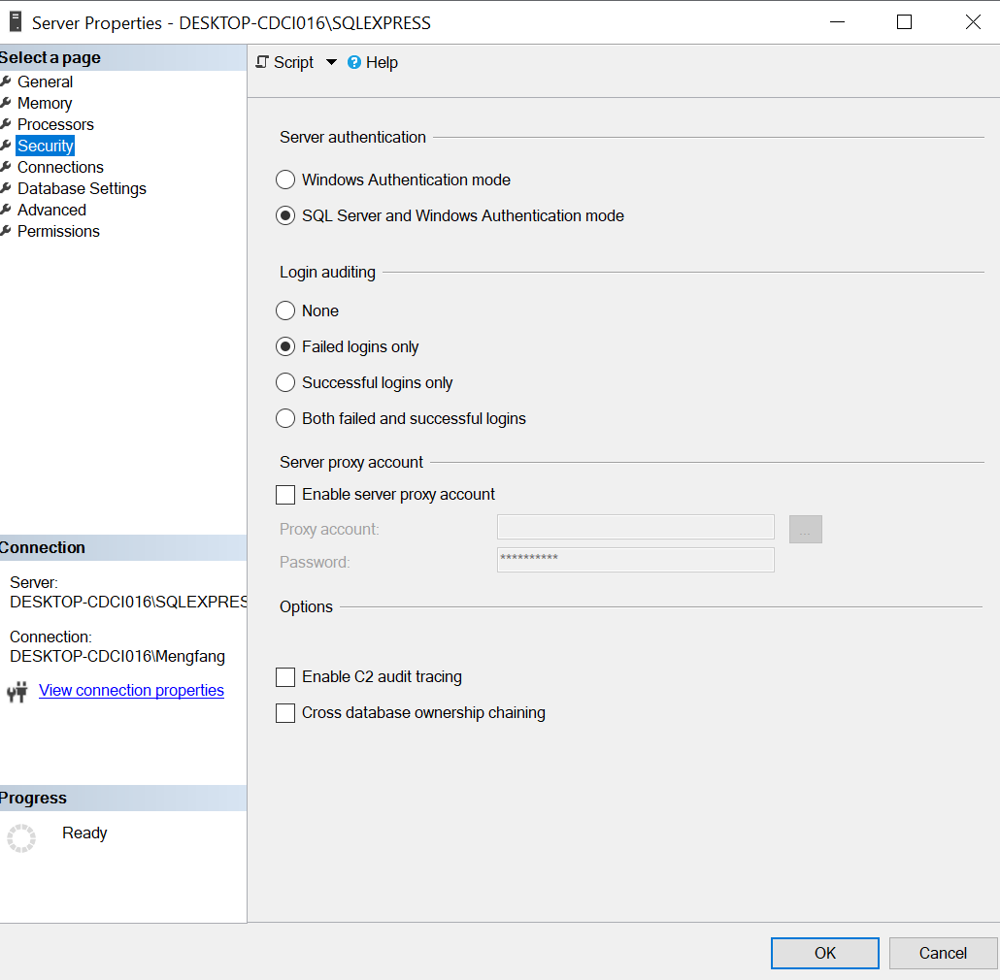 Server Properties - DESKTOP-CDCI016\SQLEXPRESS
Select a page
General
Memory
Processors
Security
Connections
Database Settings
Advanced
Permissions
Connection
Server:
DESKTOP-CDCI016\SQLEXPRES
Connection:
DESKTOP-CDCI016\Mengfang
View connection properties
Progress
Ready
Script
Help
Server authentication
Windows Authentication mode
SQL Server and Windows Authentication mode
Login auditing
None
Failed logins only
Successful logins only
Both failed and successful logins
Server proxy account
Enable server proxy account
Proxy account:
...
Password:
**********
Options
Enable C2 audit tracing
Cross database ownership chaining
OK
Cancel